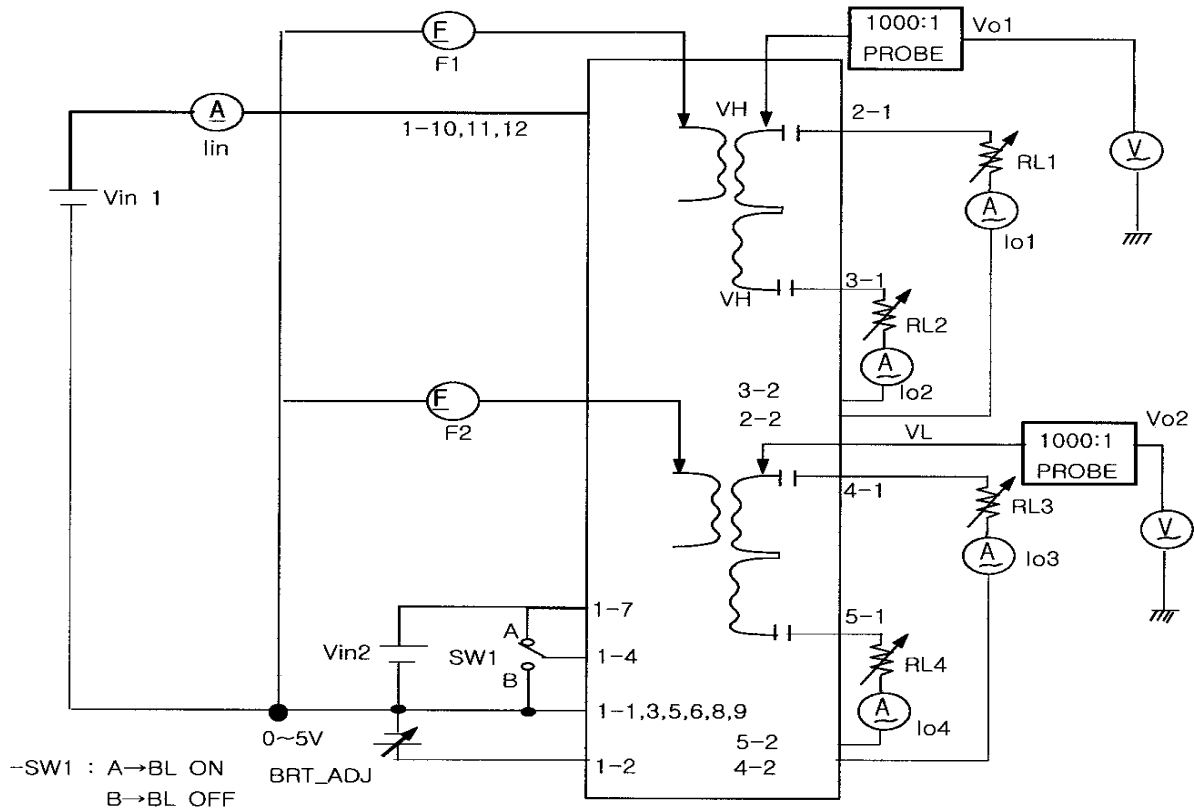 1000:1
PROBE
Vo1
F
F1
A
Iin
1-10,11,12
VH
2-1
RL1
V
Vin 1
A
Io1
VH
3-1
RL2
A
Io2
F
F2
3-2
2-2
VL
1000:1
PROBE
Vo2
4-1
RL3
V
A
Io3
1-7
5-1
A
Vin2
SW1
1-4
RL4
B
A
Io4
1-1,3,5,6,8,9
0~5V
5-2
4-2
BRT_ADJ
1-2
-SW1 : A→BL ON
B→BL OFF